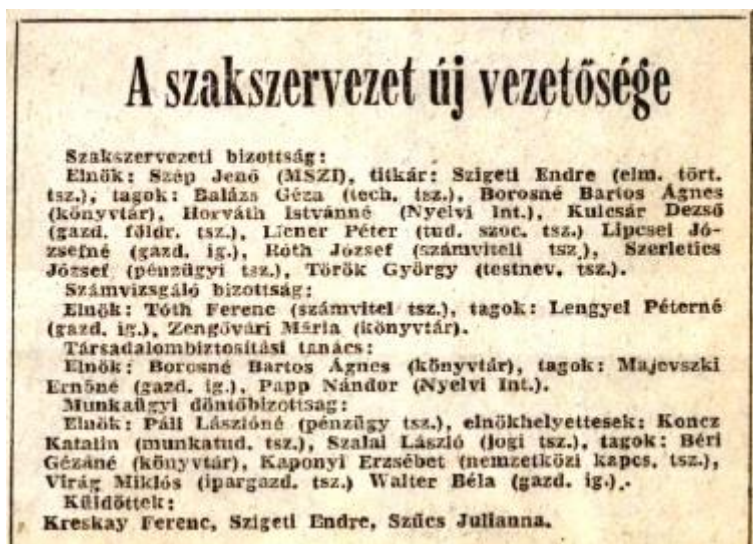 A szakszervezet új vezetősége
Szakszervezeti bizottság:
Elnök: Szép Jenő (MSZI), titkár: Szigeti Endre (elm. tört.
tsz.), tagok: Balázs Géza (tech. tsz.), Borosné Bartos Ágnes
(könyvtár), Horváth Istvánné (Nyelvi Int.), Kulcsár Dezső
(gazd. földr. tsz.), Liener Péter (tud. szoc. tsz.) Lipcsei Jó-
zsefné (gazd. ig.), Róth József (számviteli tsz.), Szerletics
József (pénzügyi tsz.), Török György (testnev. tsz.).
Számvizsgáló bizottság:
Elnök: Tóth Ferenc (számvitel tsz.), tagok: Lengyel Péterné
(gazd. ig.), Zengővári Mária (könyvtár).
Társadalombiztosítási tanács:
Elnök: Borosné Bartos Ágnes (könyvtár), tagok: Majevszki
Ernőné (gazd. ig.), Papp Nándor (Nyelvi Int.).
Munkaügyi döntőbizottság:
Elnök: Páli Lászlóné (pénzügy tsz.), elnökhelyettesek: Koncz
Katalin (munkatud. tsz.), Szalai László (jogi tsz.), tagok: Béri
Gézáné (könyvtár), Kaponyi Erzsébet (nemzetközi kapcs. tsz.),
Virág Miklós (ipargazd. tsz.) Walter Béla (gazd. ig.).
Küldöttek:
Kreskay Ferenc, Szigeti Endre, Szűcs Julianna.